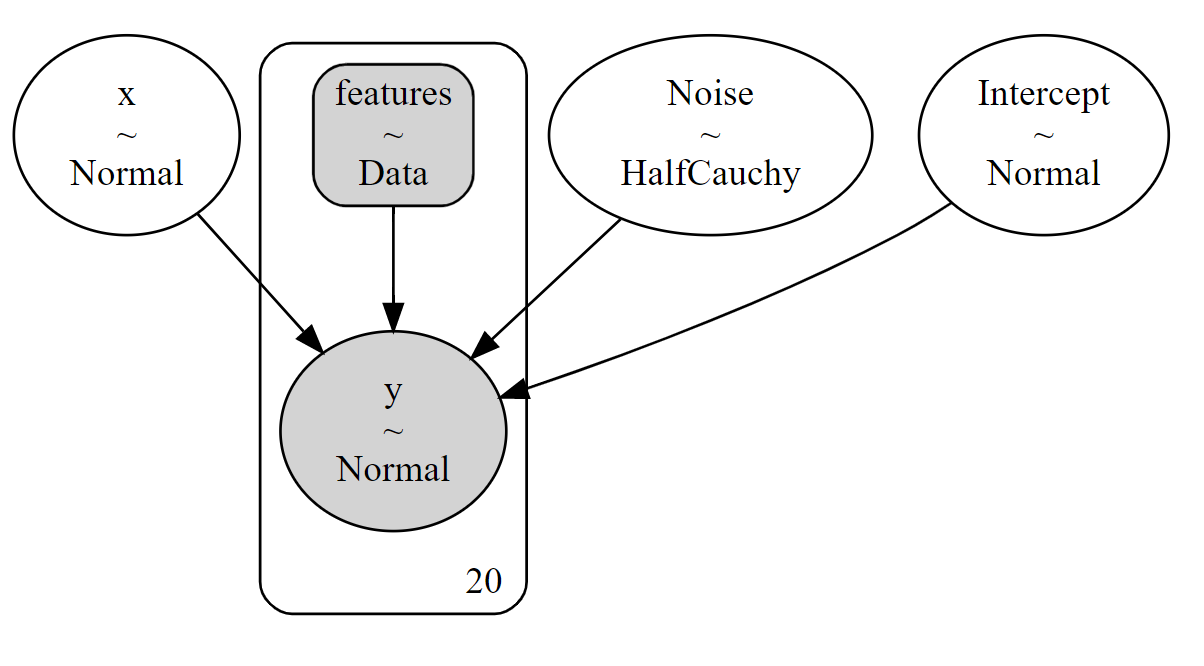 x
~
Normal
features
~
Data
Noise
~
HalfCauchy
Intercept
~
Normal
y
~
Normal
20